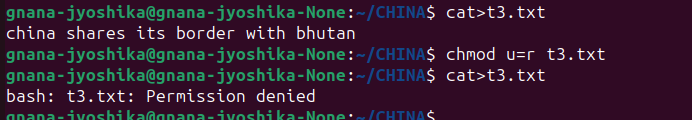 gnana-jyoshika@gnana-jyoshika-None:~/CHINA$ cat>t3.txt
china shares its border with bhutan
gnana-jyoshika@gnana-jyoshika-None:~/CHINA$ chmod u=r t3.txt
gnana-jyoshika@gnana-jyoshika-None:~/CHINA$ cat>t3.txt
bash: t3.txt: Permission denied
gnana-jyoshika@gnana-jyoshika-None:~/CHINA$